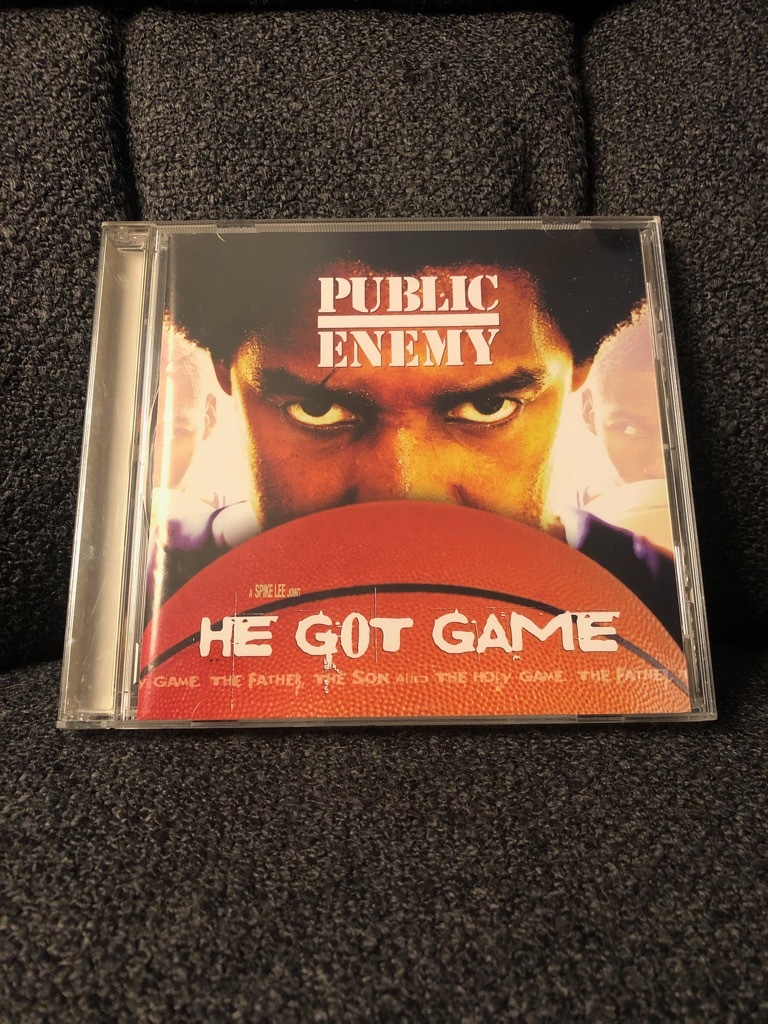 PUBLIC
ENEMY
A SPIKE LEE JOINT
HE GOT GAME
Y GAME. THE FATHER, THE SON AND THE HOLY GAME. THE FATHER,